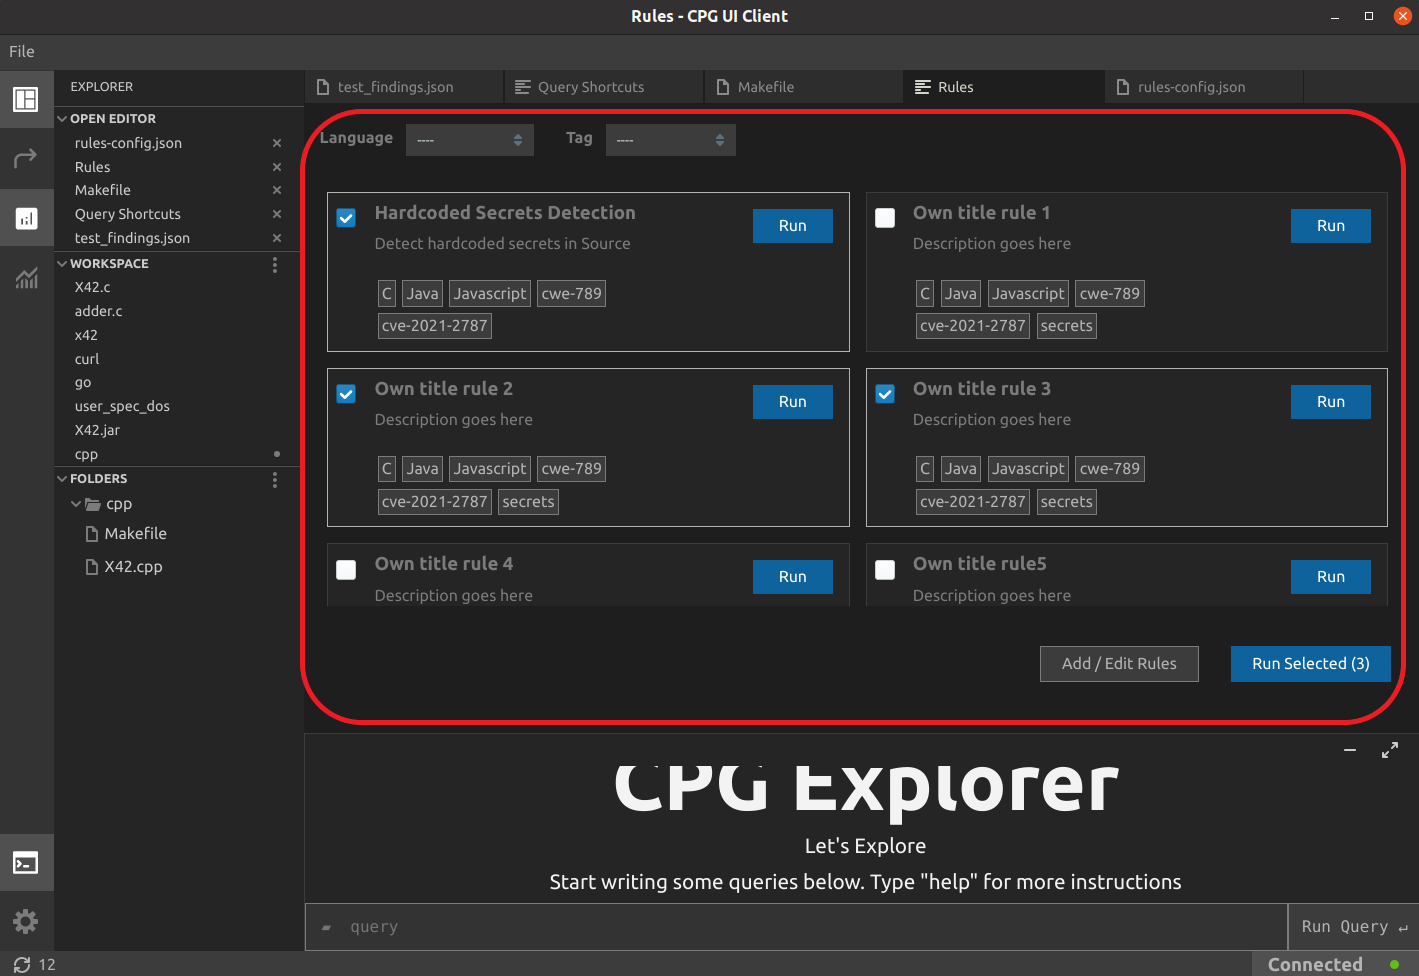 Rules - CPG UI Client
File
EXPLORER
OPEN EDITOR
rules-config.json
Rules
Makefile
Query Shortcuts
test_findings.json
WORKSPACE
X42.c
adder.c
x42
curl
go
user_spec_dos
X42.jar
cpp
FOLDERS
cpp
Makefile
X42.cpp
test_findings.json
Query Shortcuts
Makefile
Rules
rules-config.json
Language
----
Tag
----
Hardcoded Secrets Detection
Detect hardcoded secrets in Source
Run
C Java Javascript cwe-789
cve-2021-2787
Own title rule 1
Description goes here
Run
C Java Javascript cwe-789
cve-2021-2787 secrets
Own title rule 2
Description goes here
Run
C Java Javascript cwe-789
cve-2021-2787 secrets
Own title rule 3
Description goes here
Run
C Java Javascript cwe-789
cve-2021-2787 secrets
Own title rule 4
Description goes here
Run
Own title rule5
Description goes here
Run
Add / Edit Rules
Run Selected (3)
CPG Explorer
Let's Explore
Start writing some queries below. Type "help" for more instructions
query
Run Query ↵
12
Connected